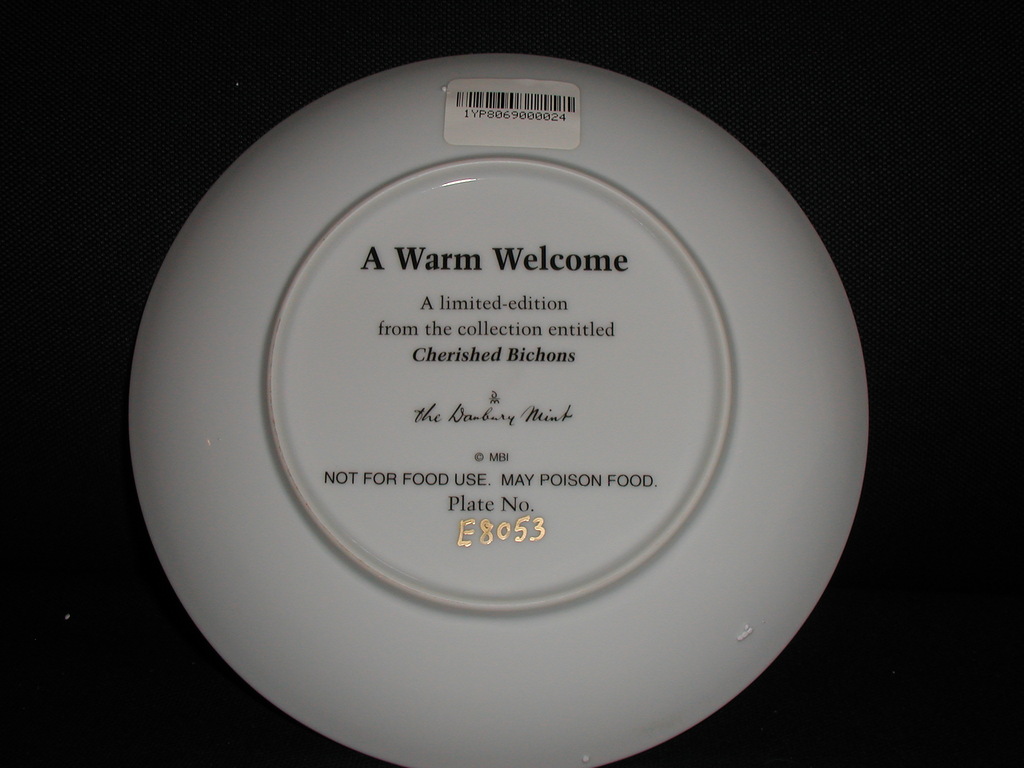 1YP8069000024
A Warm Welcome
A limited-edition
from the collection entitled
Cherished Bichons
The Danbury Mint
© MBI
NOT FOR FOOD USE. MAY POISON FOOD.
Plate No.
E8053